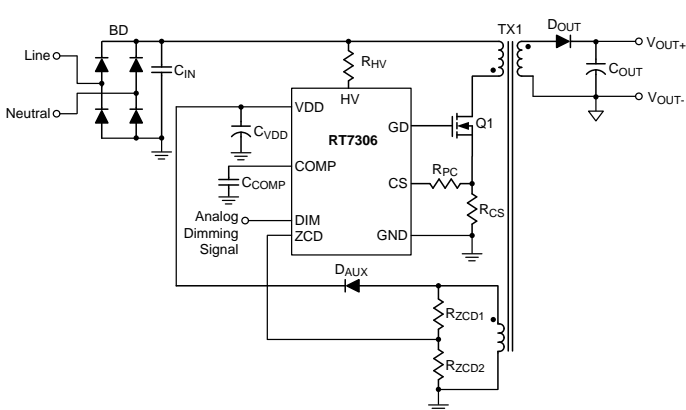 BD
TX1
DOUT
VOUT+
Line
CIN
RHV
COUT
Neutral
HV
VOUT-
VDD
GD
Q1
CVDD
RT7306
COMP
CS
RPC
CCOMP
RCS
Analog
Dimming
Signal
DIM
ZCD
GND
DAUX
RZCD1
RZCD2